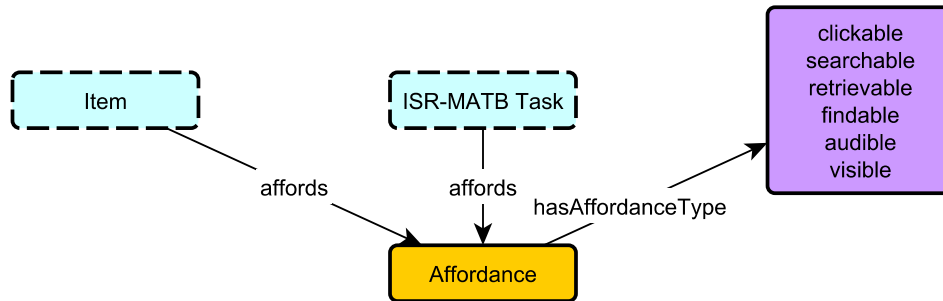 clickable
searchable
retrievable
findable
audible
visible
Item
ISR-MATB Task
affords
affords
hasAffordanceType
Affordance